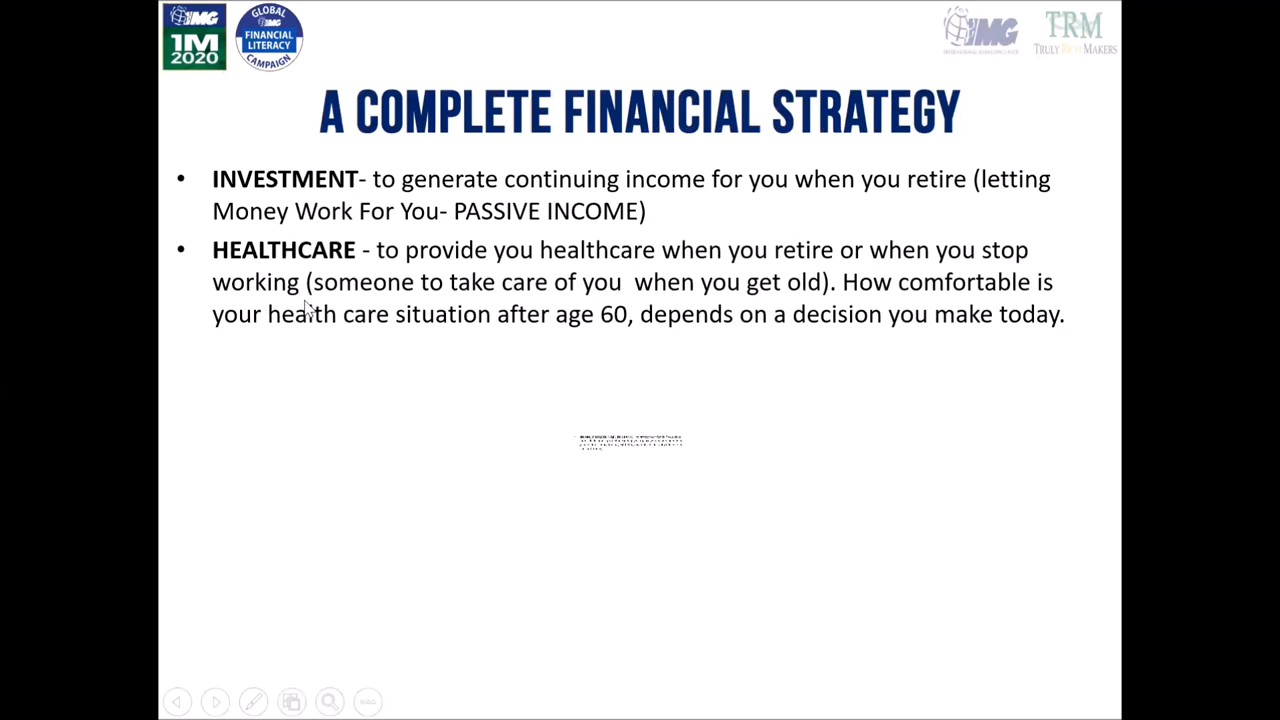 IMG
1M
2020
GLOBAL
IMG
FINANCIAL
LITERACY
CAMPAIGN
IMG
TRM
TRULY RICH MAKERS
A COMPLETE FINANCIAL STRATEGY
• INVESTMENT- to generate continuing income for you when you retire (letting
Money Work For You- PASSIVE INCOME)
• HEALTHCARE - to provide you healthcare when you retire or when you stop
working (someone to take care of you when you get old). How comfortable is
your health care situation after age 60, depends on a decision you make today.